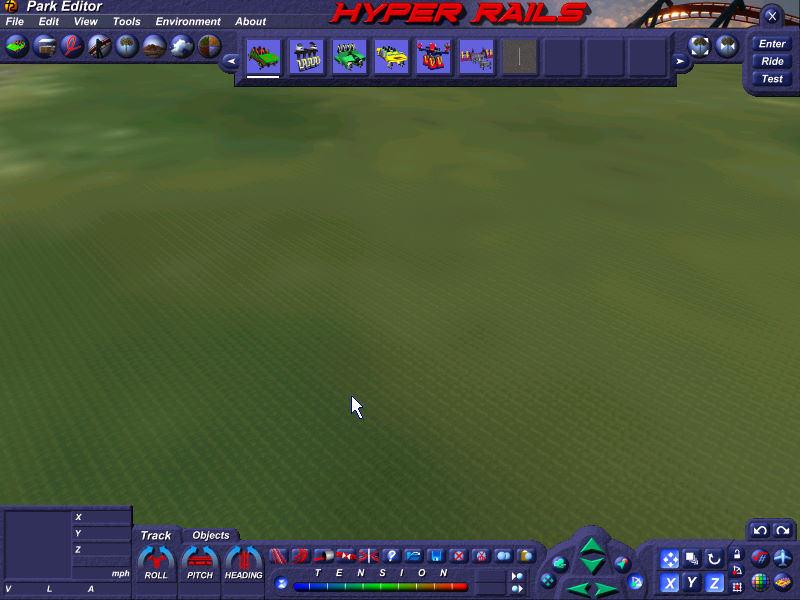 Park Editor
HYPER RAILS
File Edit View Tools Environment About
Enter
Ride
Test
X
Y
Z
mph
V L A
Track Objects
ROLL PITCH HEADING
T E N S I O N
X Y Z